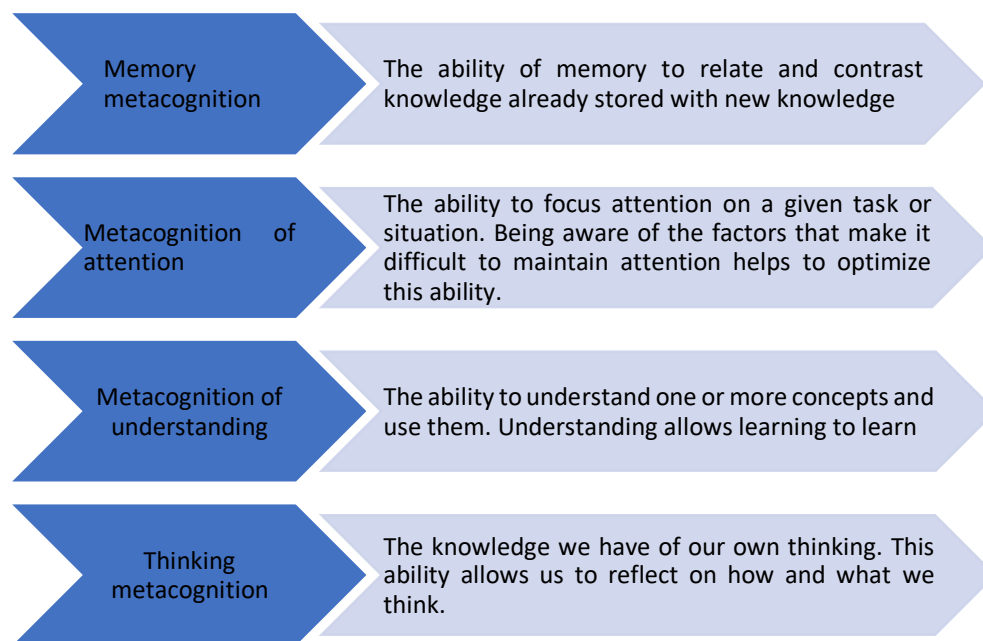 Memory
metacognition
The ability of memory to relate and contrast
knowledge already stored with new knowledge
Metacognition of
attention
The ability to focus attention on a given task or
situation. Being aware of the factors that make it
difficult to maintain attention helps to optimize
this ability.
Metacognition of
understanding
The ability to understand one or more concepts and
use them. Understanding allows learning to learn
Thinking
metacognition
The knowledge we have of our own thinking. This
ability allows us to reflect on how and what we
think.